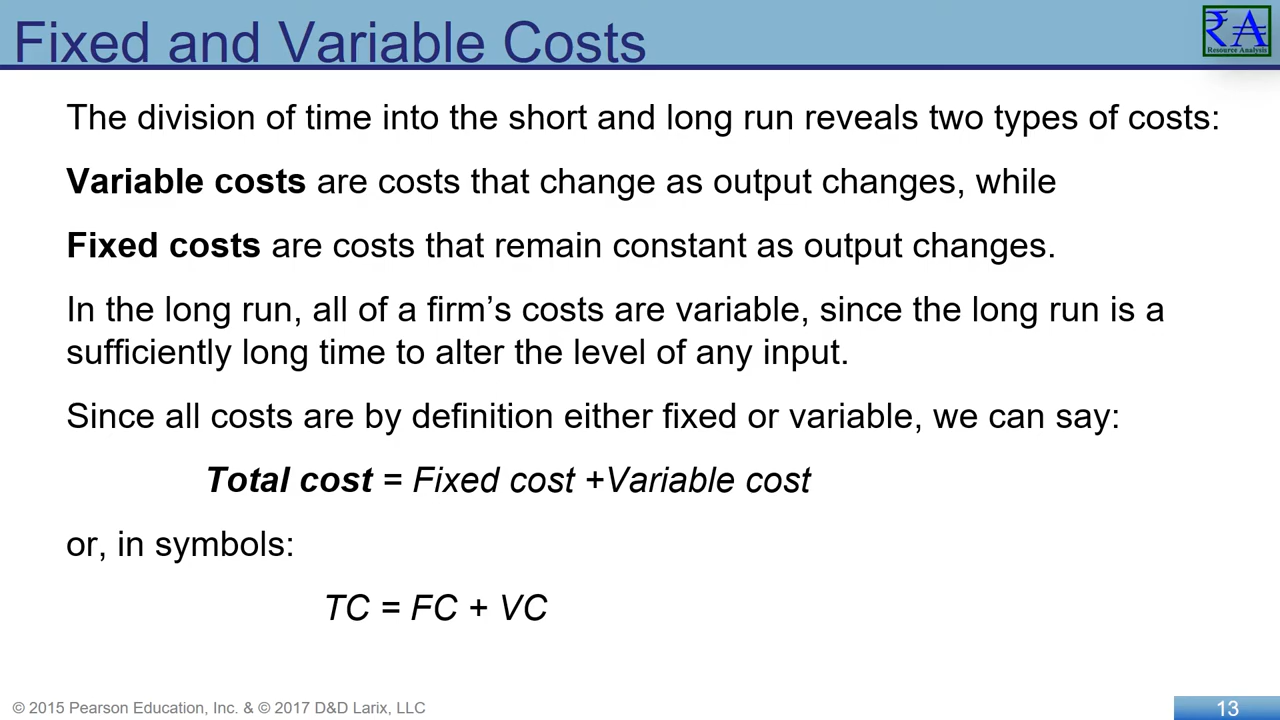 Fixed and Variable Costs
₹A
Resource Analysis
The division of time into the short and long run reveals two types of costs:
Variable costs are costs that change as output changes, while
Fixed costs are costs that remain constant as output changes.
In the long run, all of a firm’s costs are variable, since the long run is a
sufficiently long time to alter the level of any input.
Since all costs are by definition either fixed or variable, we can say:
Total cost = Fixed cost +Variable cost
or, in symbols:
TC = FC + VC
© 2015 Pearson Education, Inc. & © 2017 D&D Larix, LLC
13